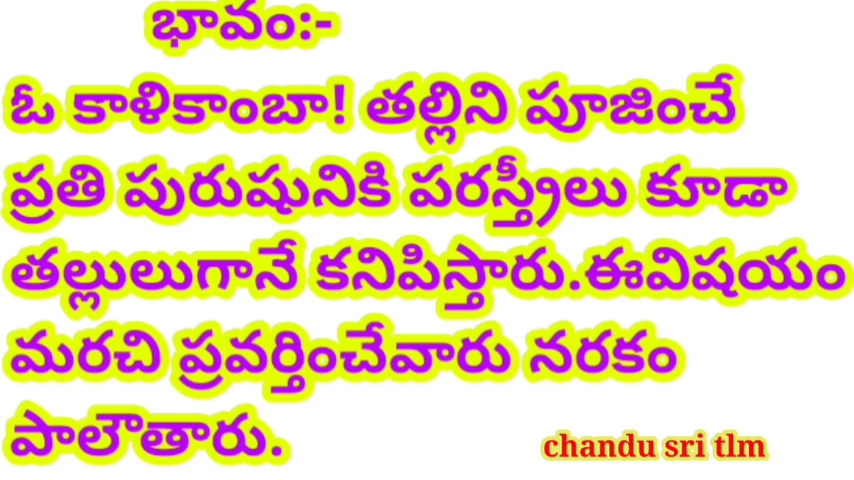 భావం:-
ఓ కాళికాంబా! తల్లిని పూజించే
ప్రతి పురుషునికి పరస్త్రీలు కూడా
తల్లులుగానే కనిపిస్తారు.ఈవిషయం
మరచి ప్రవర్తించేవారు నరకం
పాలౌతారు.
chandu sri tlm